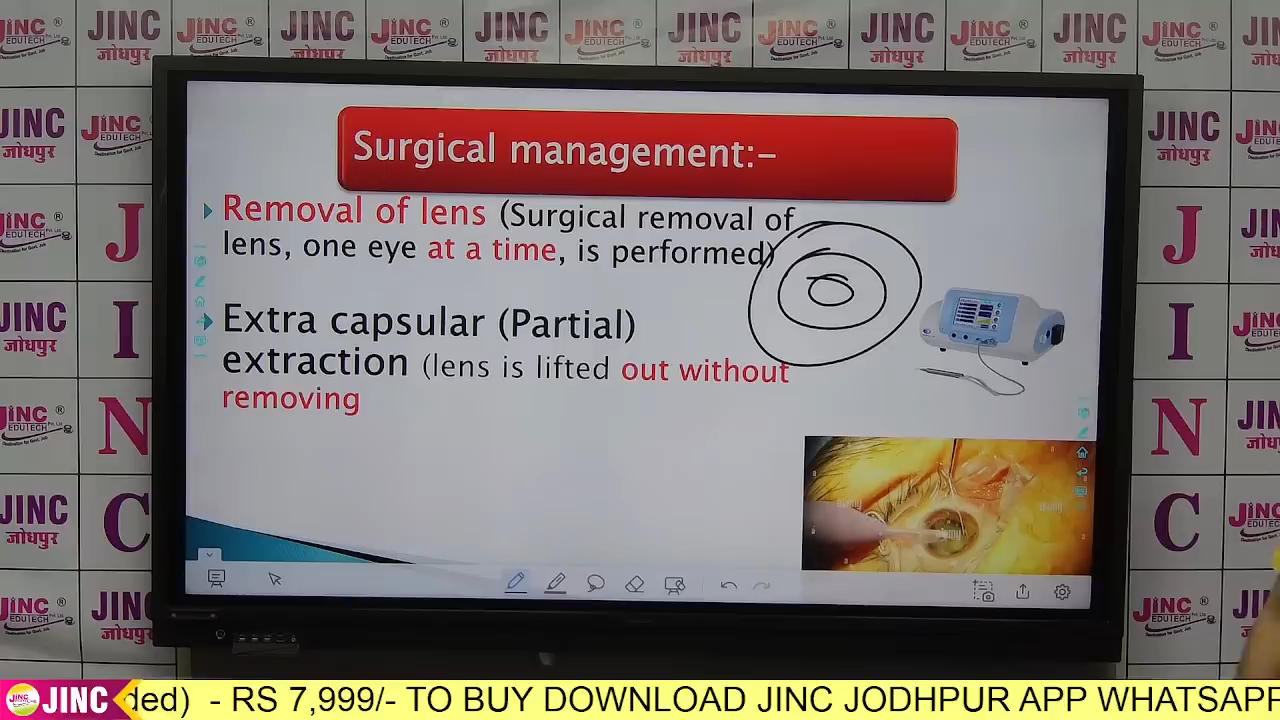 JINC
EDUTECH
जोधपुर
Surgical management:-
Removal of lens (Surgical removal of
lens, one eye at a time, is performed)
Extra capsular (Partial)
extraction (lens is lifted out without
removing
J
I
N
C
J
I
N
C
JINC ded) - RS 7,999/- TO BUY DOWNLOAD JINC JODHPUR APP WHATSAPP